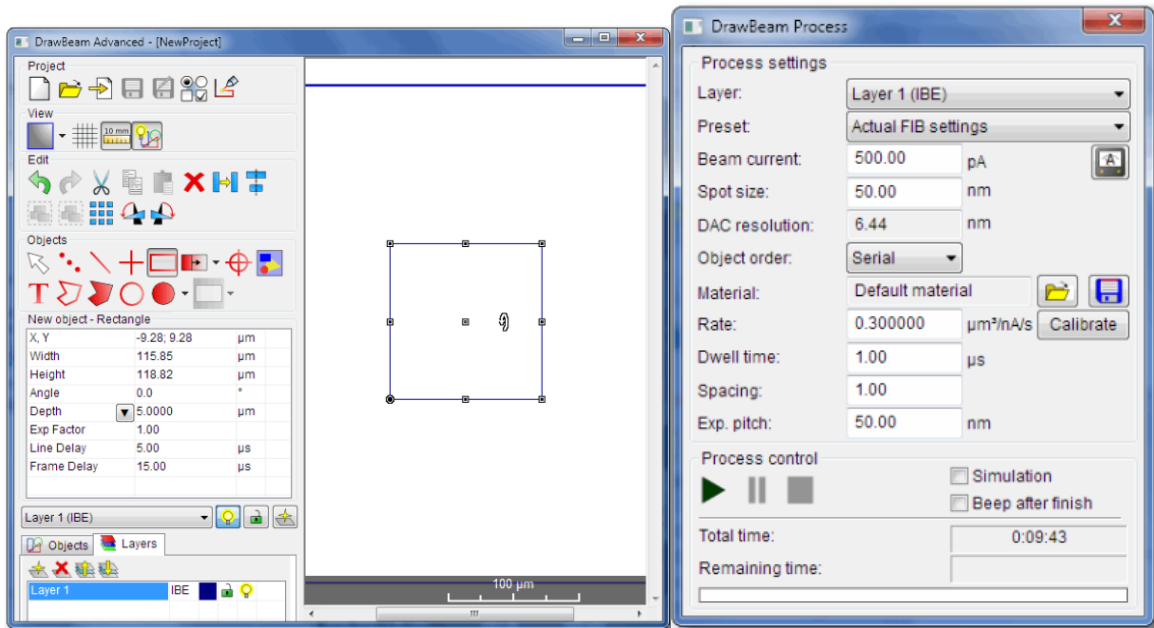 DrawBeam Advanced - [NewProject]
Project
View
10 mm
Edit
Objects
T
New object - Rectangle
X, Y -9.28; 9.28 µm
Width 115.85 µm
Height 118.82 µm
Angle 0.0 °
Depth 5.0000 µm
Exp Factor 1.00
Line Delay 5.00 µs
Frame Delay 15.00 µs
Layer 1 (IBE)
Objects Layers
Layer 1 IBE
100 µm
DrawBeam Process
Process settings
Layer: Layer 1 (IBE)
Preset: Actual FIB settings
Beam current: 500.00 pA A
Spot size: 50.00 nm
DAC resolution: 6.44 nm
Object order: Serial
Material: Default material
Rate: 0.300000 µm³/nA/s Calibrate
Dwell time: 1.00 µs
Spacing: 1.00
Exp. pitch: 50.00 nm
Process control
Simulation
Beep after finish
Total time: 0:09:43
Remaining time: